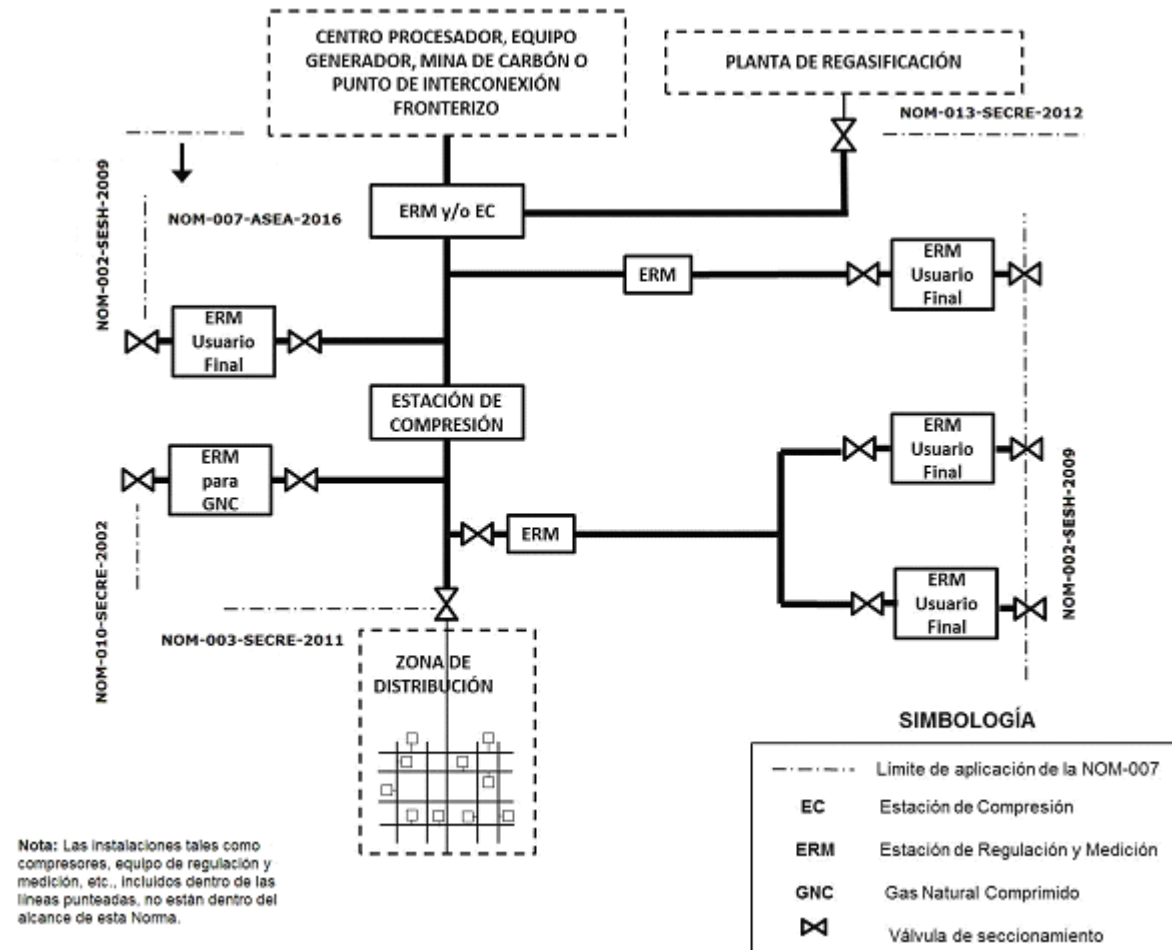 CENTRO PROCESADOR, EQUIPO
GENERADOR, MINA DE CARBÓN O
PUNTO DE INTERCONEXIÓN
FRONTERIZO
PLANTA DE REGASIFICACIÓN
NOM-013-SECRE-2012
NOM-002-SESH-2009
NOM-007-ASEA-2016
ERM y/o EC
ERM
ERM
Usuario
Final
ERM
Usuario
Final
ESTACIÓN DE
COMPRESIÓN
ERM
para
GNC
ERM
Usuario
Final
ERM
ERM
Usuario
Final
NOM-002-SESH-2009
NOM-010-SECRE-2002
NOM-003-SECRE-2011
ZONA DE
DISTRIBUCIÓN
SIMBOLOGÍA
Limite de aplicación de la NOM-007
EC Estación de Compresión
ERM Estación de Regulación y Medición
GNC Gas Natural Comprimido
Válvula de seccionamiento
Nota: Las instalaciones tales como
compresores, equipo de regulación y
medición, etc., incluidos dentro de las
líneas punteadas, no están dentro del
alcance de esta Norma.